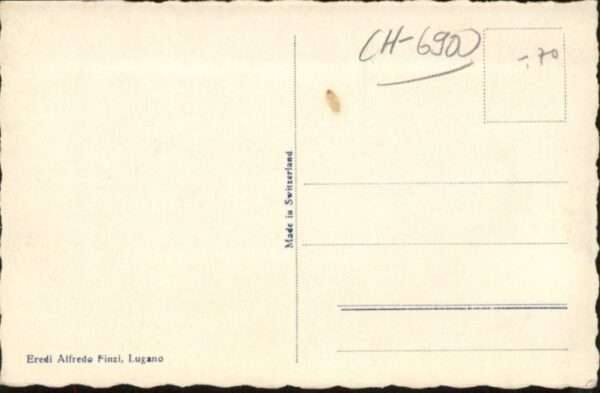 CH-6900
-.70
Made in Switzerland
Eredi Alfredo Finzi, Lugano